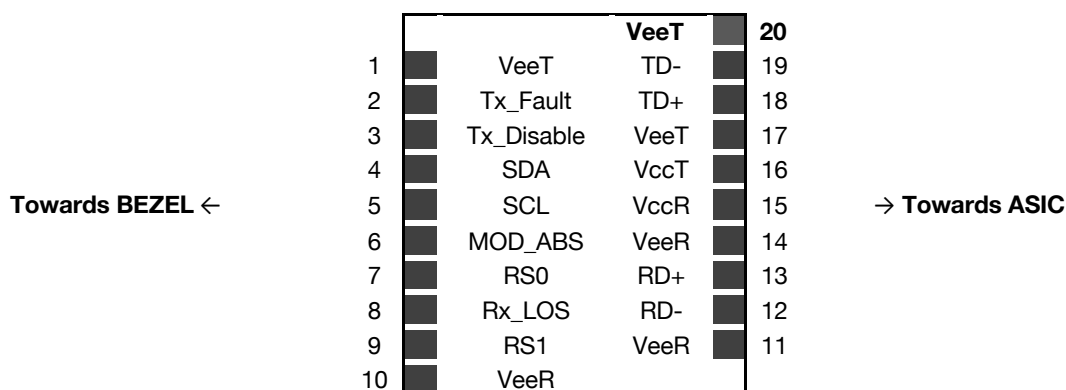 VeeT 20
1 VeeT TD- 19
2 Tx_Fault TD+ 18
3 Tx_Disable VeeT 17
4 SDA VccT 16
Towards BEZEL ← 5 SCL VccR 15 → Towards ASIC
6 MOD_ABS VeeR 14
7 RS0 RD+ 13
8 Rx_LOS RD- 12
9 RS1 VeeR 11
10 VeeR